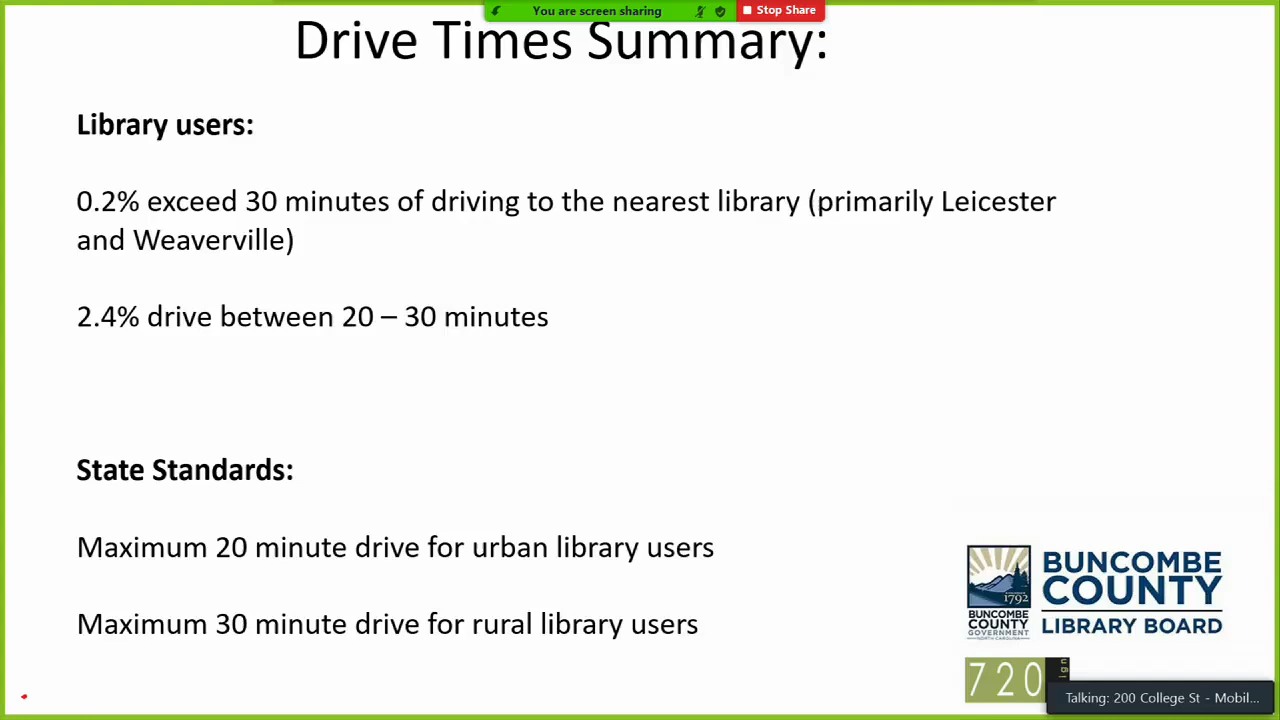 You are screen sharing
Stop Share
Drive Times Summary:
Library users:
0.2% exceed 30 minutes of driving to the nearest library (primarily Leicester
and Weaverville)
2.4% drive between 20 – 30 minutes
State Standards:
Maximum 20 minute drive for urban library users
Maximum 30 minute drive for rural library users
1792
BUNCOMBE
COUNTY
GOVERNMENT
NORTH CAROLINA
BUNCOMBE
COUNTY
LIBRARY BOARD
720
ign
Talking: 200 College St - Mobil...